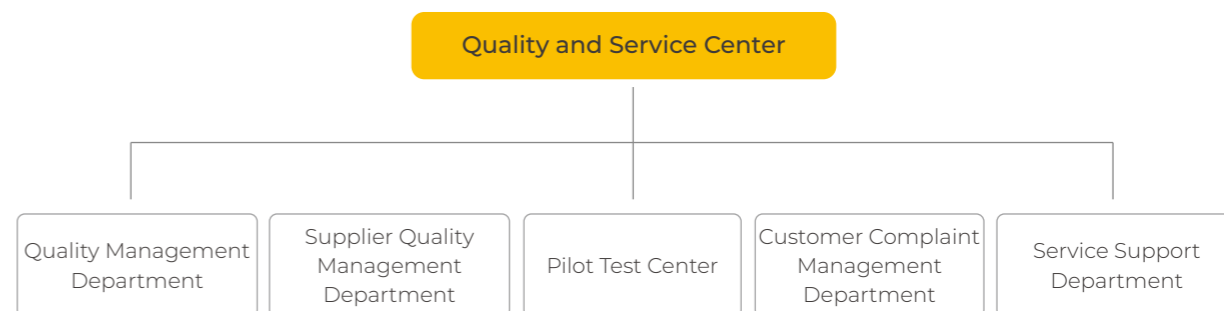 Quality and Service Center
Quality Management
Department
Supplier Quality
Management
Department
Pilot Test Center
Customer Complaint
Management
Department
Service Support
Department